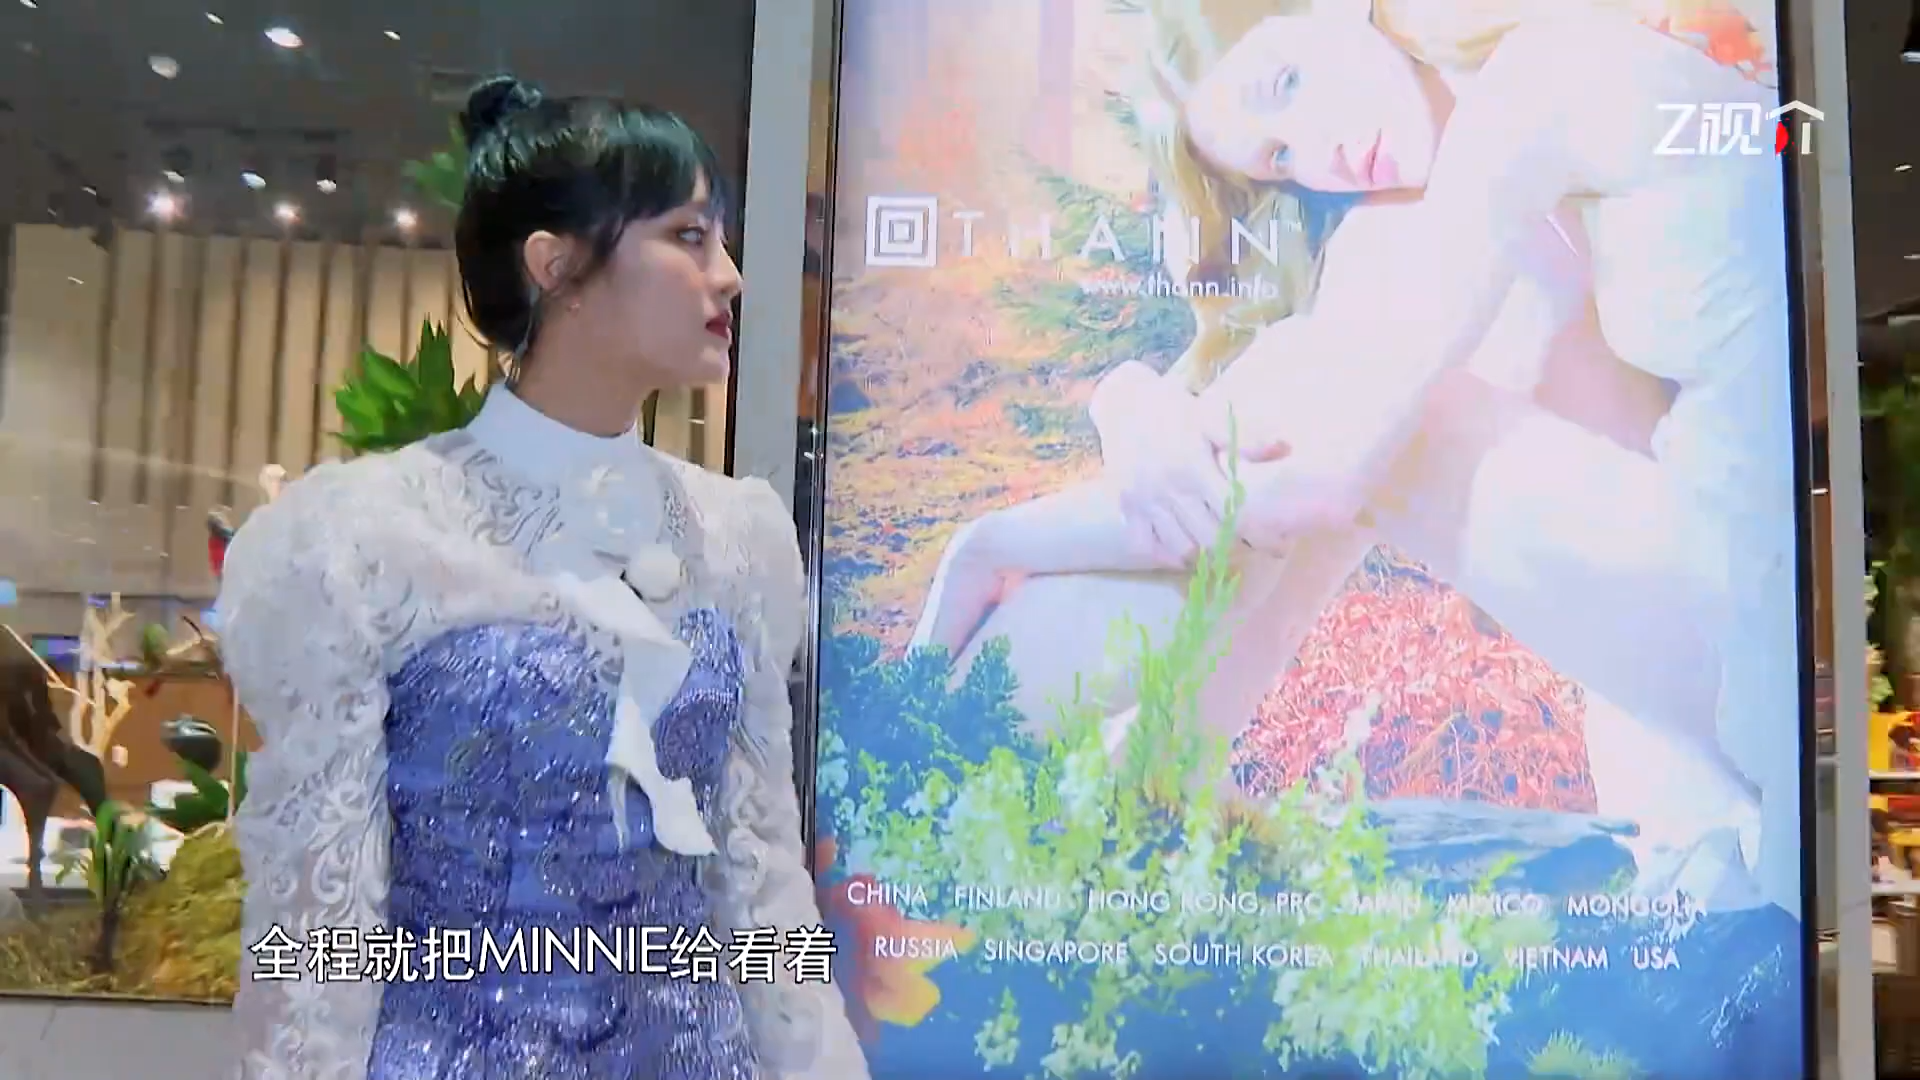 Z视介
THANN
www.thann.info
CHINA FINLAND HONG KONG, PRC JAPAN MEXICO MONGOLIA
RUSSIA SINGAPORE SOUTH KOREA THAILAND VIETNAM USA
全程就把MINNIE给看着